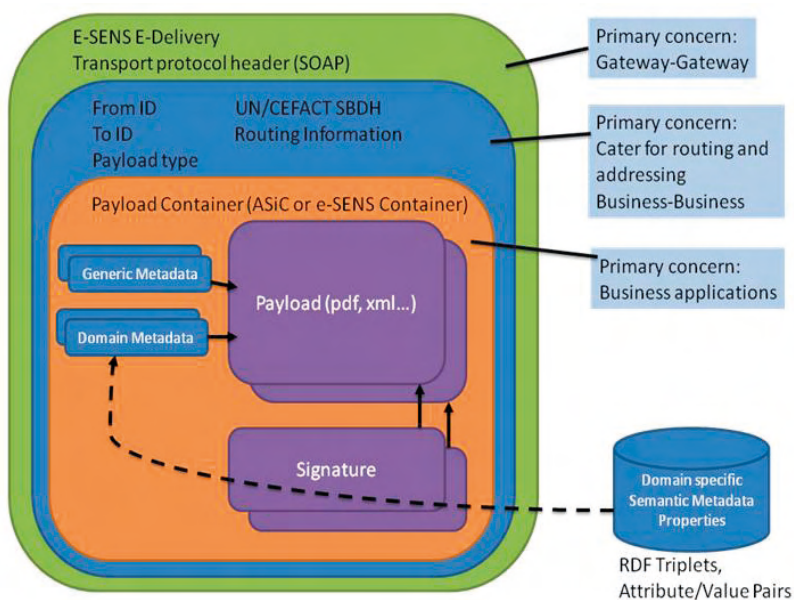 E-SENS E-Delivery
Transport protocol header (SOAP)
Primary concern:
Gateway-Gateway
From ID
To ID
Payload type
UN/CEFACT SBDH
Routing Information
Primary concern:
Cater for routing and
addressing
Business-Business
Payload Container (ASiC or e-SENS Container)
Primary concern:
Business applications
Generic Metadata
Domain Metadata
Payload (pdf, xml...)
Signature
Domain specific
Semantic Metadada
Properties
RDF Triplets,
Attribute/Value Pairs